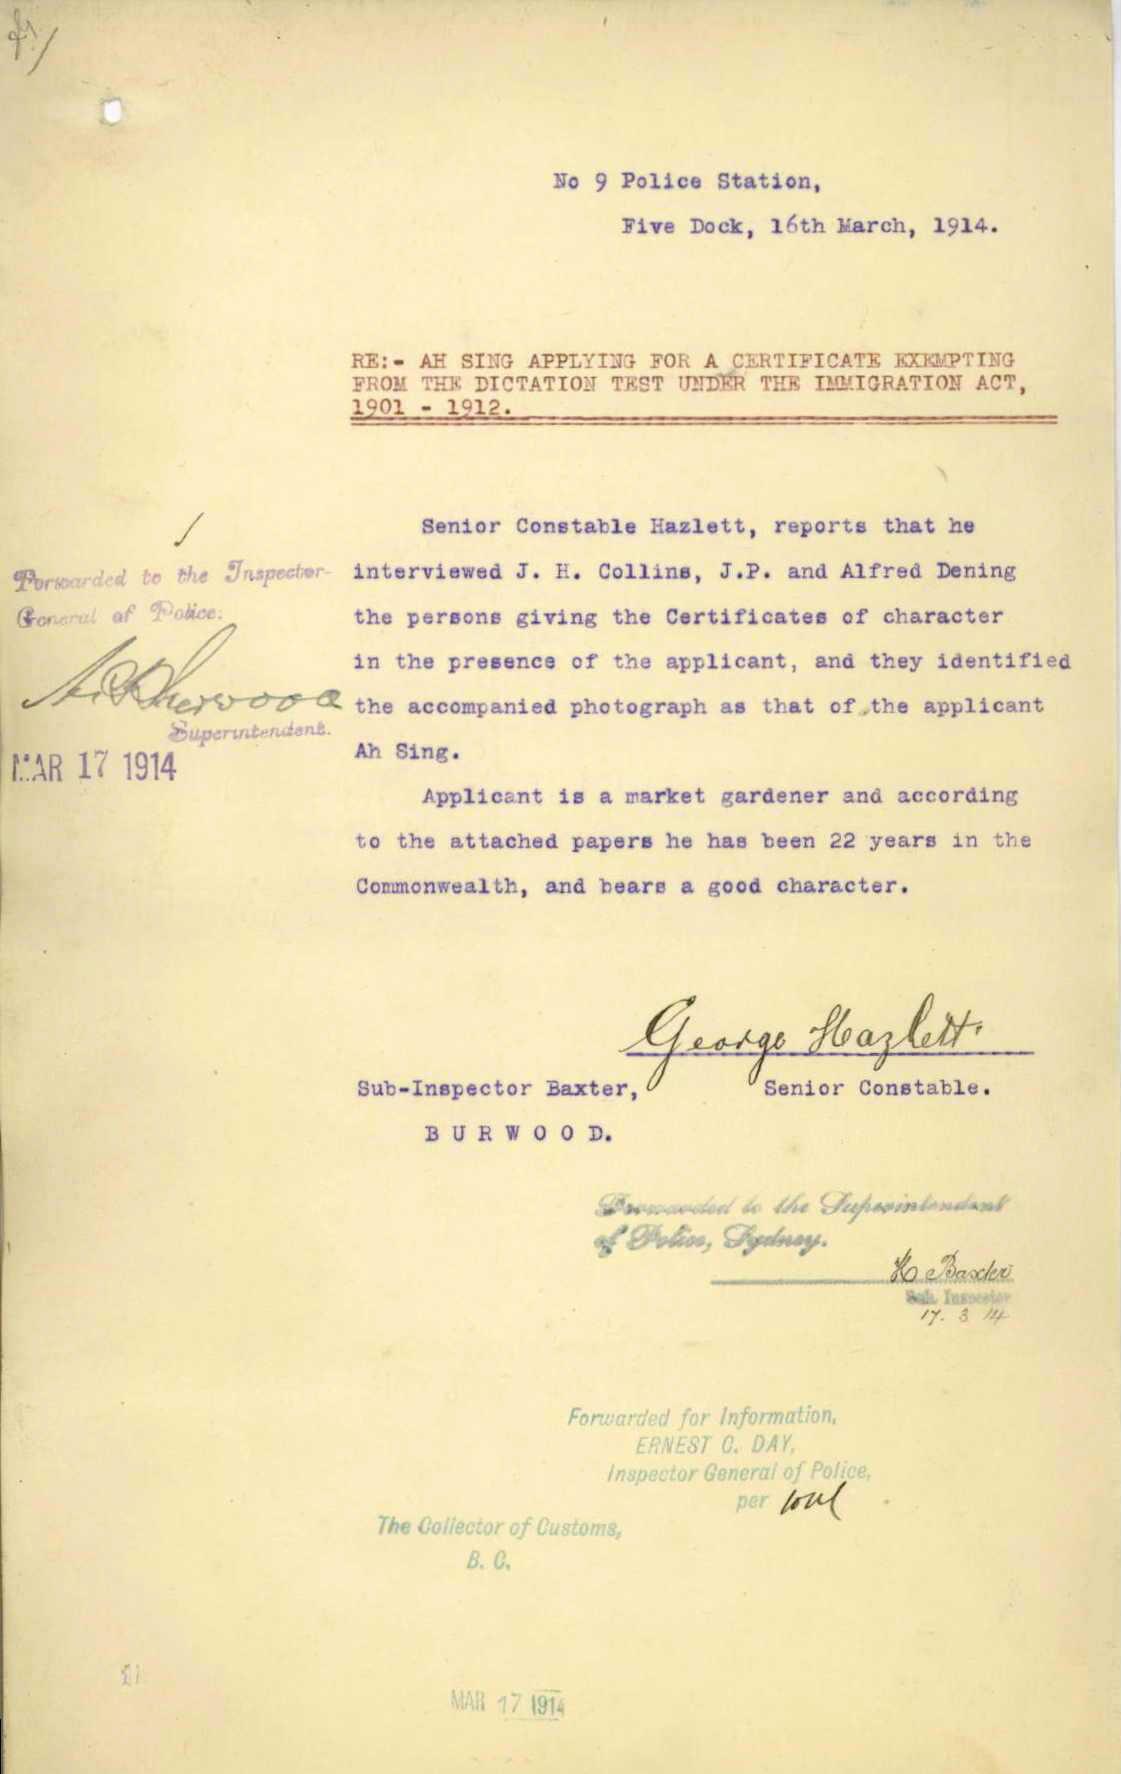 No 9 Police Station,
Five Dock, 16th March, 1914.
RE:- AH SING APPLYING FOR A CERTIFICATE EXEMPTING
FROM THE DICTATION TEST UNDER THE IMMIGRATION ACT,
1901 - 1912.
Senior Constable Hazlett, reports that he
interviewed J. H. Collins, J.P. and Alfred Dening
the persons giving the Certificates of character
in the presence of the applicant, and they identified
the accompanied photograph as that of the applicant
Ah Sing.
Applicant is a market gardener and according
to the attached papers he has been 22 years in the
Commonwealth, and bears a good character.
Forwarded to the Inspector-
General of Police.
Sherwood
Superintendent.
MAR 17 1914
George Hazlett
Senior Constable.
Sub-Inspector Baxter,
BURWOOD.
Forwarded to the Superintendent
of Police, Sydney.
H Baxter
Sub. Inspector
17. 3 14
Forwarded for Information,
ERNEST C. DAY,
Inspector General of Police,
per
The Collector of Customs,
B. C.
MAR 17 1914